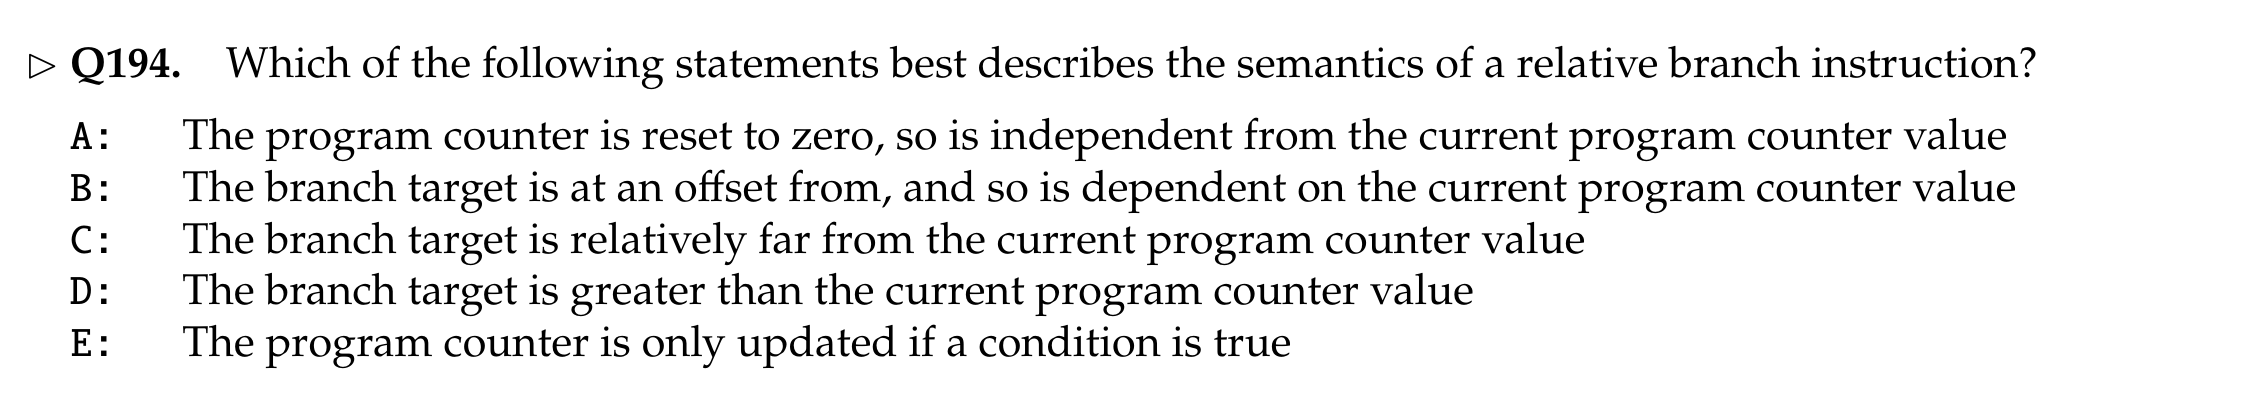 ▷ Q194. Which of the following statements best describes the semantics of a relative branch instruction?
A: The program counter is reset to zero, so is independent from the current program counter value
B: The branch target is at an offset from, and so is dependent on the current program counter value
C: The branch target is relatively far from the current program counter value
D: The branch target is greater than the current program counter value
E: The program counter is only updated if a condition is true